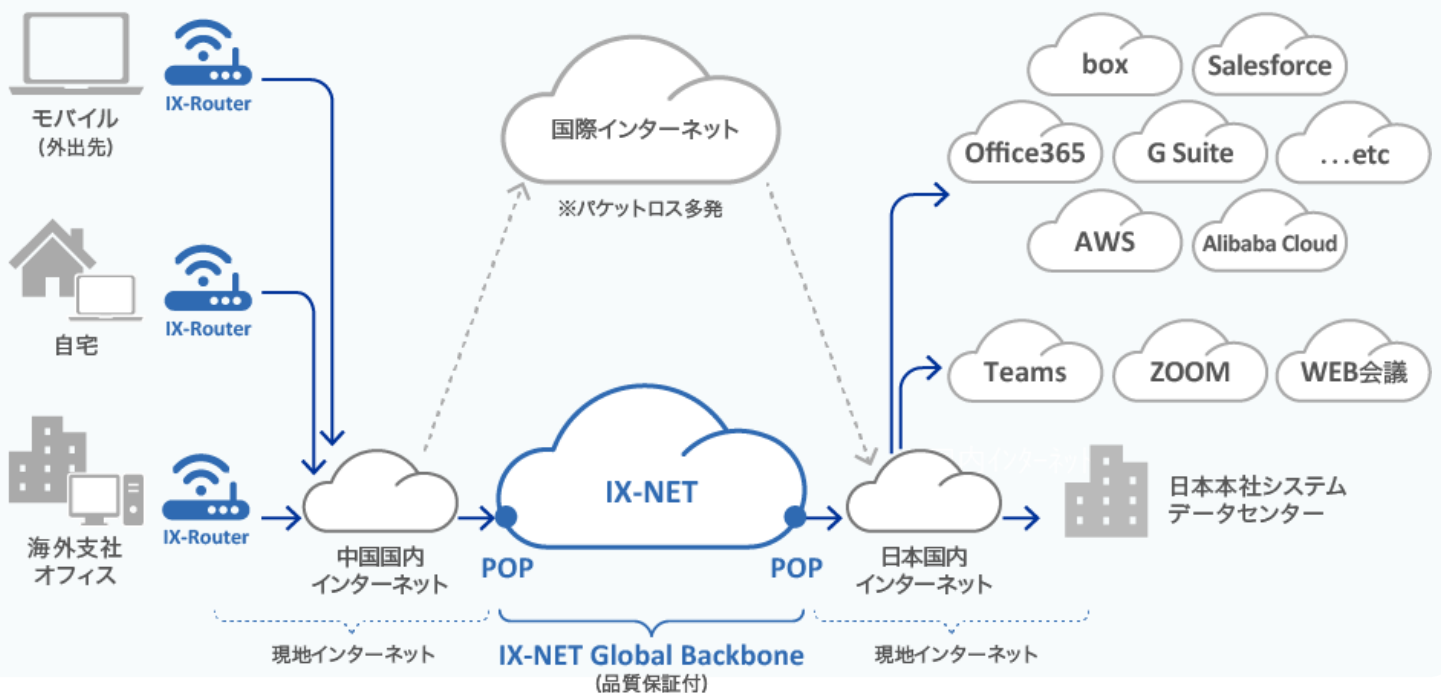 モバイル
(外出先)
IX-Router
自宅
IX-Router
海外支社
オフィス
IX-Router
中国国内
インターネット
現地インターネット
国際インターネット
※パケットロス多発
IX-NET
POP
POP
IX-NET Global Backbone
(品質保証付)
日本国内
インターネット
現地インターネット
box
Salesforce
Office365
G Suite
...etc
AWS
Alibaba Cloud
Teams
ZOOM
WEB会議
日本本社システム
データセンター